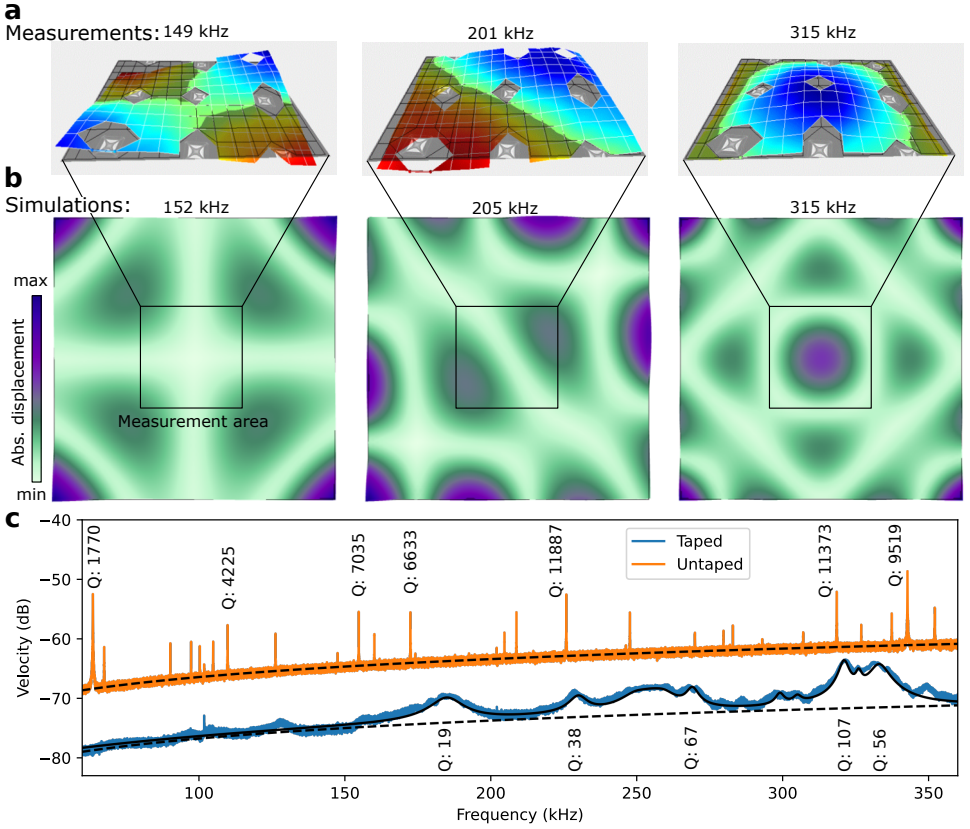 a
Measurements: 149 kHz 201 kHz 315 kHz
b
Simulations: 152 kHz 205 kHz 315 kHz
max
Abs. displacement
min
Measurement area
c
−40
−50
−60
−70
−80
Velocity (dB)
Q: 1770
Q: 4225
Q: 7035
Q: 6633
Q: 11887
Q: 11373
Q: 9519
Taped
Untaped
Q: 19
Q: 38
Q: 67
Q: 107
Q: 56
100 150 200 250 300 350
Frequency (kHz)